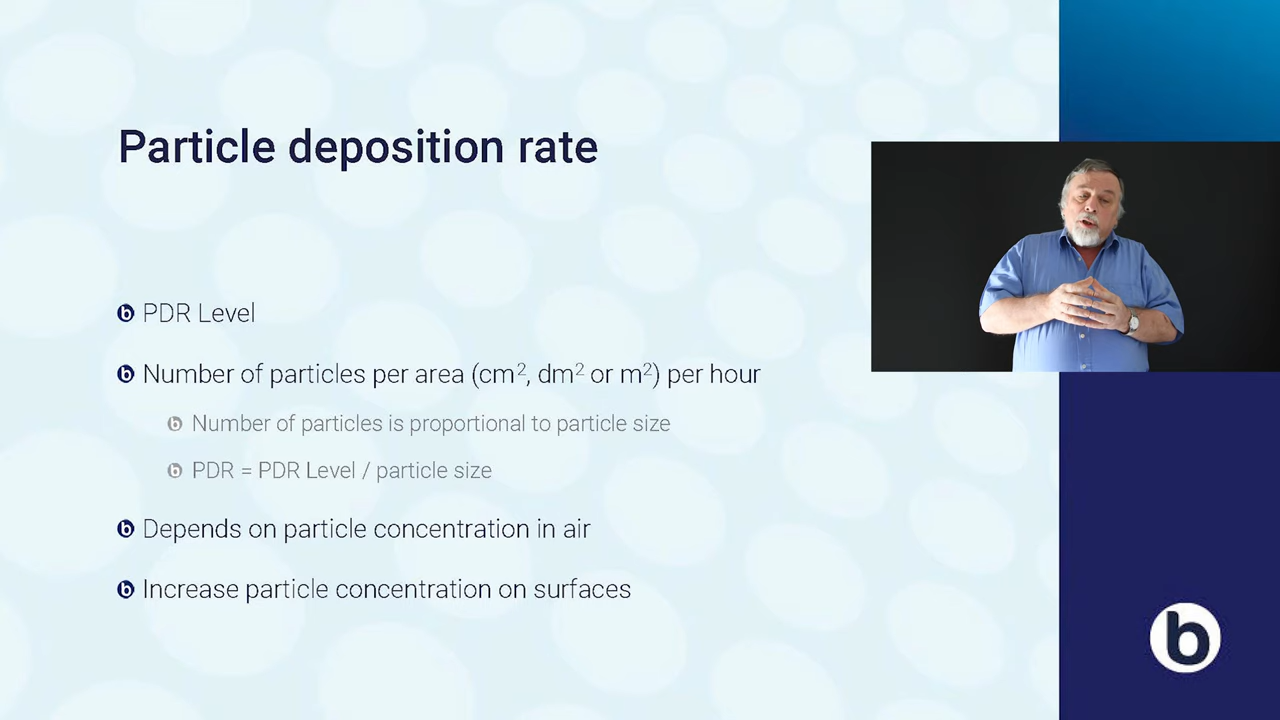 Particle deposition rate
PDR Level
Number of particles per area (cm², dm² or m²) per hour
Number of particles is proportional to particle size
PDR = PDR Level / particle size
Depends on particle concentration in air
Increase particle concentration on surfaces
b